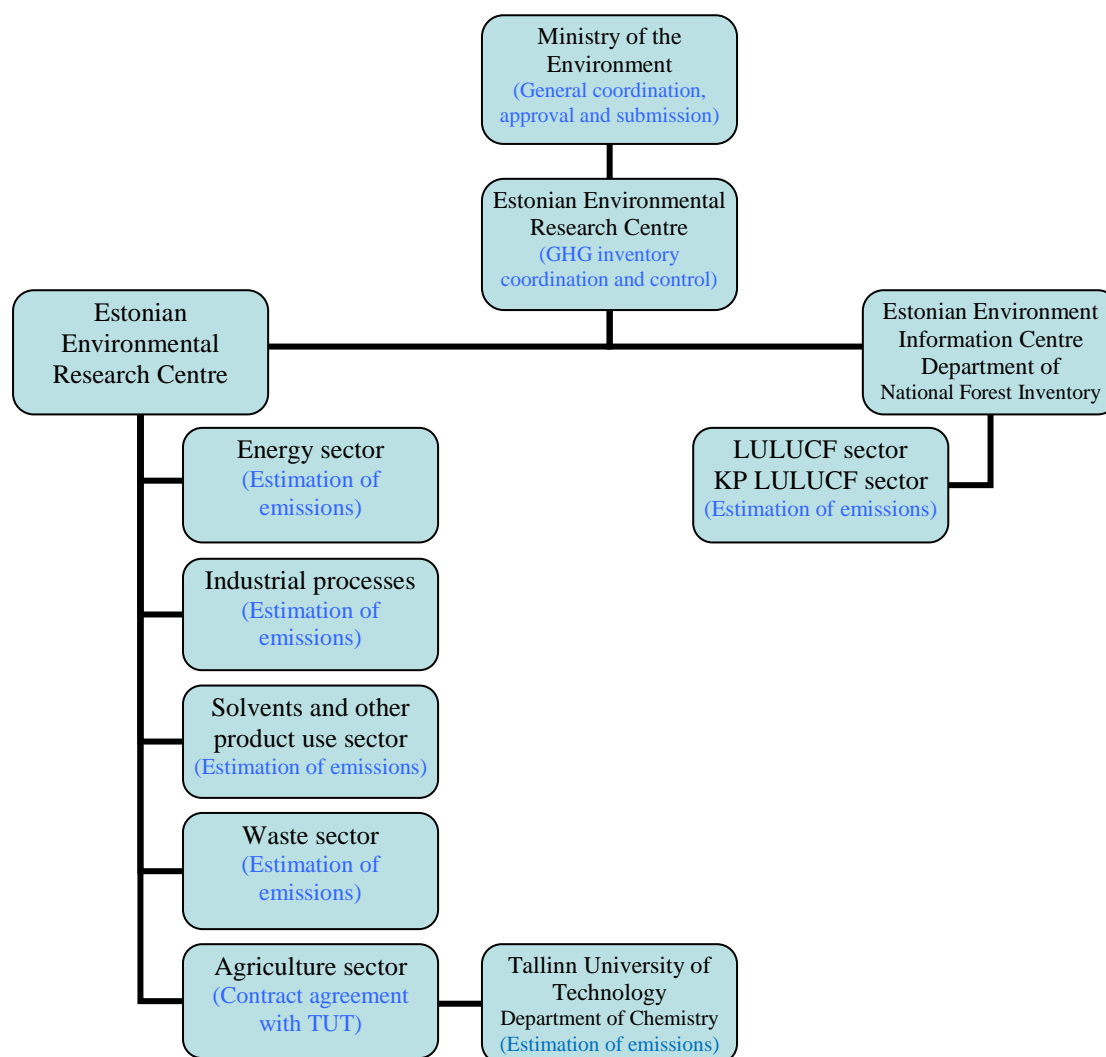 Ministry of the
Environment
(General coordination,
approval and submission)
Estonian Environmental
Research Centre
(GHG inventory
coordination and control)
Estonian
Environmental
Research Centre
Estonian Environment
Information Centre
Department of
National Forest Inventory
Energy sector
(Estimation of
emissions)
LULUCF sector
KP LULUCF sector
(Estimation of emissions)
Industrial processes
(Estimation of
emissions)
Solvents and other
product use sector
(Estimation of emissions)
Waste sector
(Estimation of
emissions)
Agriculture sector
(Contract agreement
with TUT)
Tallinn University of
Technology
Department of Chemistry
(Estimation of emissions)